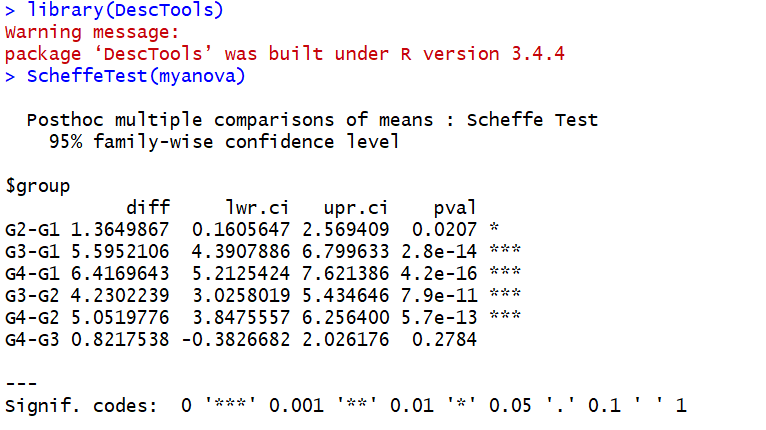 > library(DescTools)
Warning message:
package ‘DescTools’ was built under R version 3.4.4
> ScheffeTest(myanova)
Posthoc multiple comparisons of means : Scheffe Test
95% family-wise confidence level
$group
diff lwr.ci upr.ci pval
G2-G1 1.3649867 0.1605647 2.569409 0.0207 *
G3-G1 5.5952106 4.3907886 6.799633 2.8e-14 ***
G4-G1 6.4169643 5.2125424 7.621386 4.2e-16 ***
G3-G2 4.2302239 3.0258019 5.434646 7.9e-11 ***
G4-G2 5.0519776 3.8475557 6.256400 5.7e-13 ***
G4-G3 0.8217538 -0.3826682 2.026176 0.2784
---
Signif. codes: 0 '***' 0.001 '**' 0.01 '*' 0.05 '.' 0.1 ' ' 1